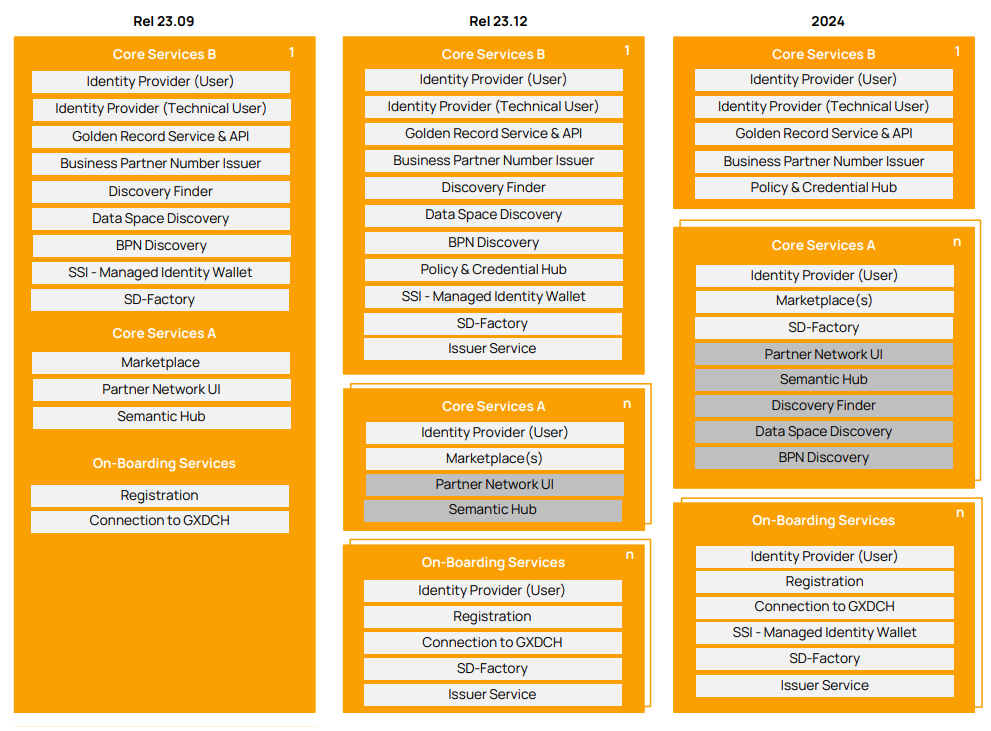 Rel 23.09
Core Services B
1
Identity Provider (User)
Identity Provider (Technical User)
Golden Record Service & API
Business Partner Number Issuer
Discovery Finder
Data Space Discovery
BPN Discovery
SSI - Managed Identity Wallet
SD-Factory
Core Services A
Marketplace
Partner Network UI
Semantic Hub
On-Boarding Services
Registration
Connection to GXDCH
Rel 23.12
Core Services B
1
Identity Provider (User)
Identity Provider (Technical User)
Golden Record Service & API
Business Partner Number Issuer
Discovery Finder
Data Space Discovery
BPN Discovery
Policy & Credential Hub
SSI - Managed Identity Wallet
SD-Factory
Issuer Service
Core Services A
n
Identity Provider (User)
Marketplace(s)
Partner Network UI
Semantic Hub
On-Boarding Services
n
Identity Provider (User)
Registration
Connection to GXDCH
SD-Factory
Issuer Service
2024
Core Services B
1
Identity Provider (User)
Identity Provider (Technical User)
Golden Record Service & API
Business Partner Number Issuer
Policy & Credential Hub
Core Services A
n
Identity Provider (User)
Marketplace(s)
SD-Factory
Partner Network UI
Semantic Hub
Discovery Finder
Data Space Discovery
BPN Discovery
On-Boarding Services
n
Identity Provider (User)
Registration
Connection to GXDCH
SSI - Managed Identity Wallet
SD-Factory
Issuer Service